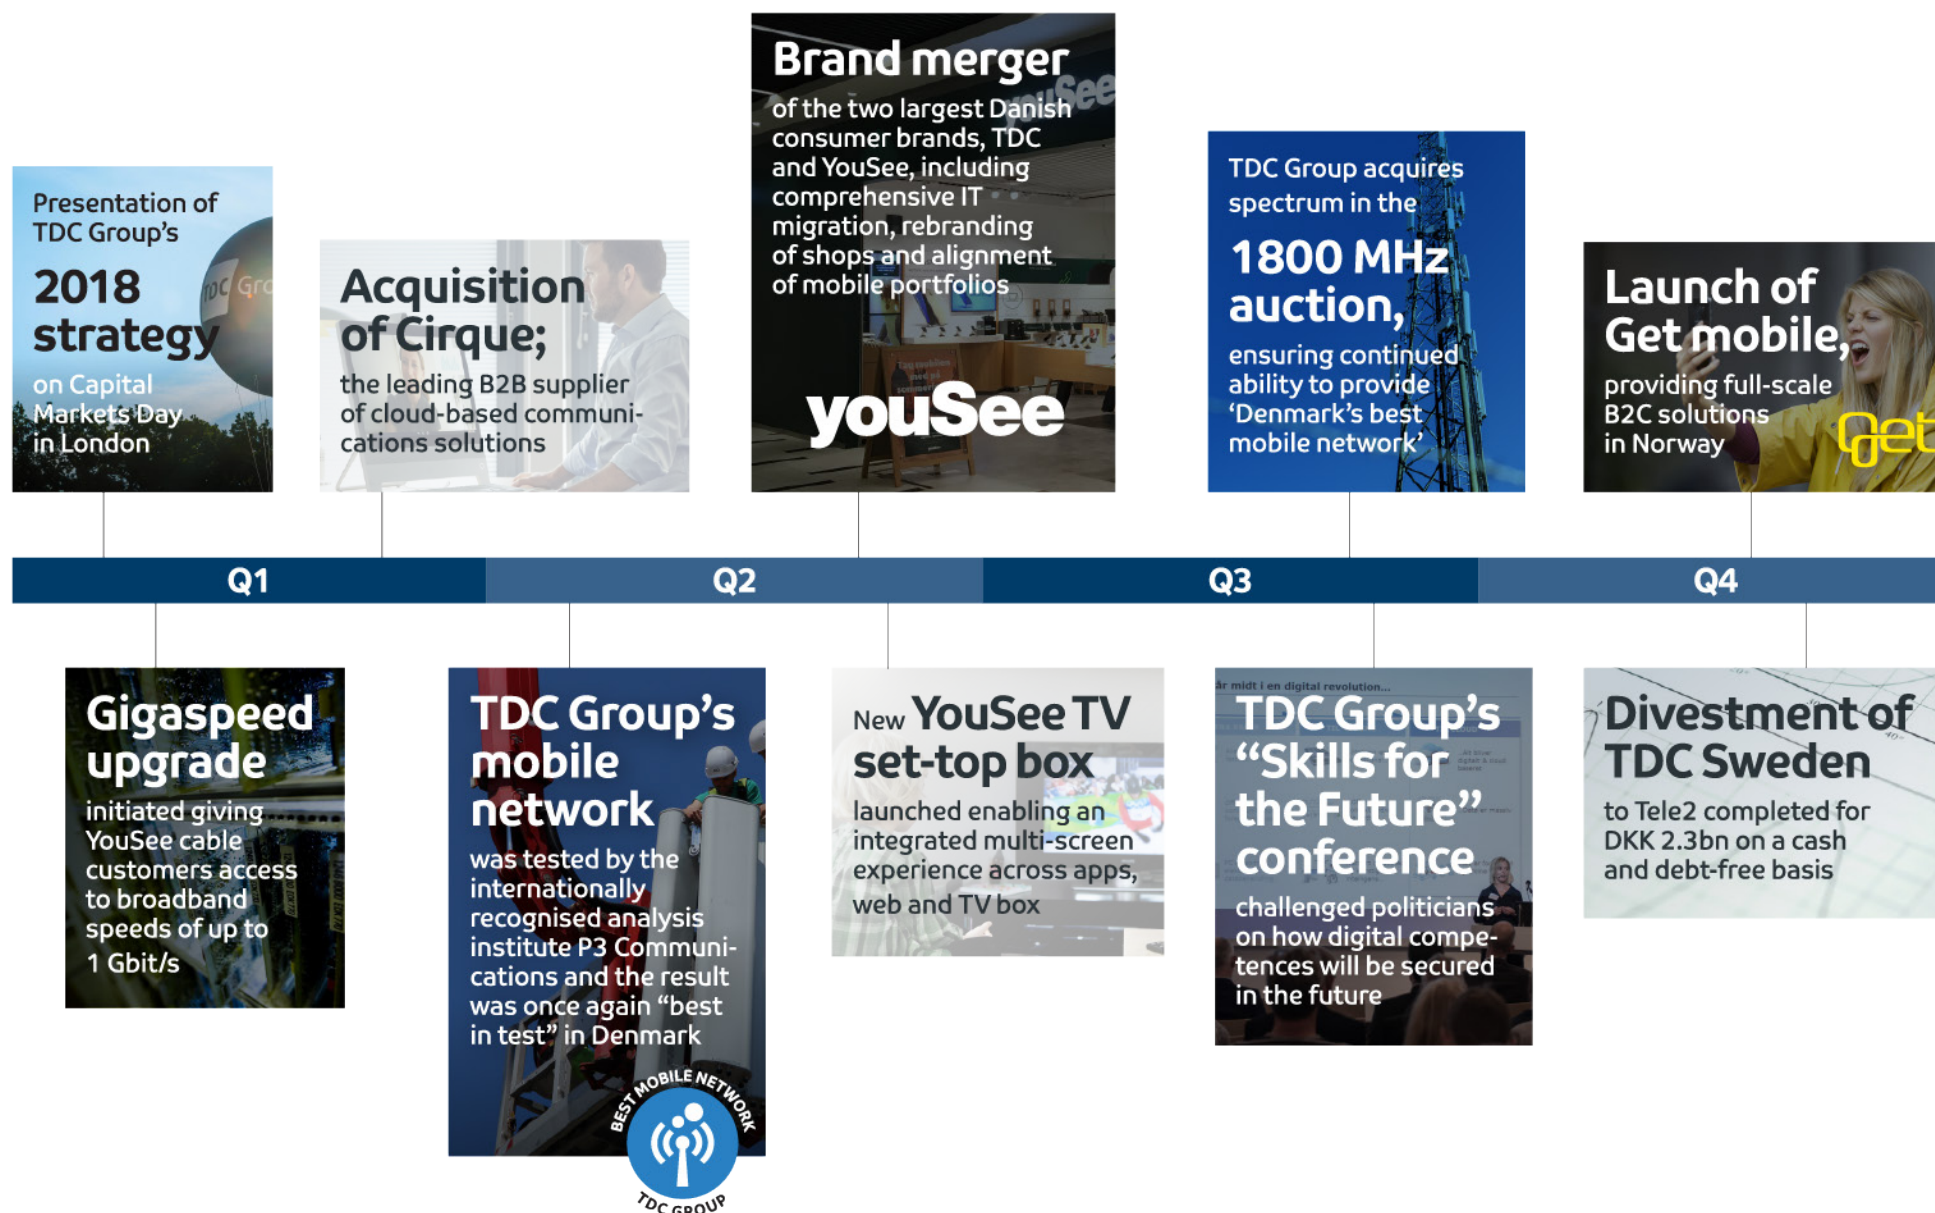 Presentation of
TDC Group's
2018
strategy
on Capital
Markets Day
in London
TDC Gro
Acquisition
of Cirque;
the leading B2B supplier
of cloud-based communi-
cations solutions
Brand merger
of the two largest Danish
consumer brands, TDC
and YouSee, including
comprehensive IT
migration, rebranding
of shops and alignment
of mobile portfolios
youSee
youSee
TDC Group acquires
spectrum in the
1800 MHz
auction,
ensuring continued
ability to provide
‘Denmark's best
mobile network’
Launch of
Get mobile,
providing full-scale
B2C solutions
in Norway
Get
Q1
Q2
Q3
Q4
Gigaspeed
upgrade
initiated giving
YouSee cable
customers access
to broadband
speeds of up to
1 Gbit/s
TDC Group's
mobile
network
was tested by the
internationally
recognised analysis
institute P3 Communi-
cations and the result
was once again “best
in test” in Denmark
BEST MOBILE NETWORK
TDC GROUP
New YouSee TV
set-top box
launched enabling an
integrated multi-screen
experience across apps,
web and TV box
år midt i en digital revolution...
TDC Group's
“Skills for
the Future”
conference
challenged politicians
on how digital compe-
tences will be secured
in the future
Divestment of
TDC Sweden
to Tele2 completed for
DKK 2.3bn on a cash
and debt-free basis